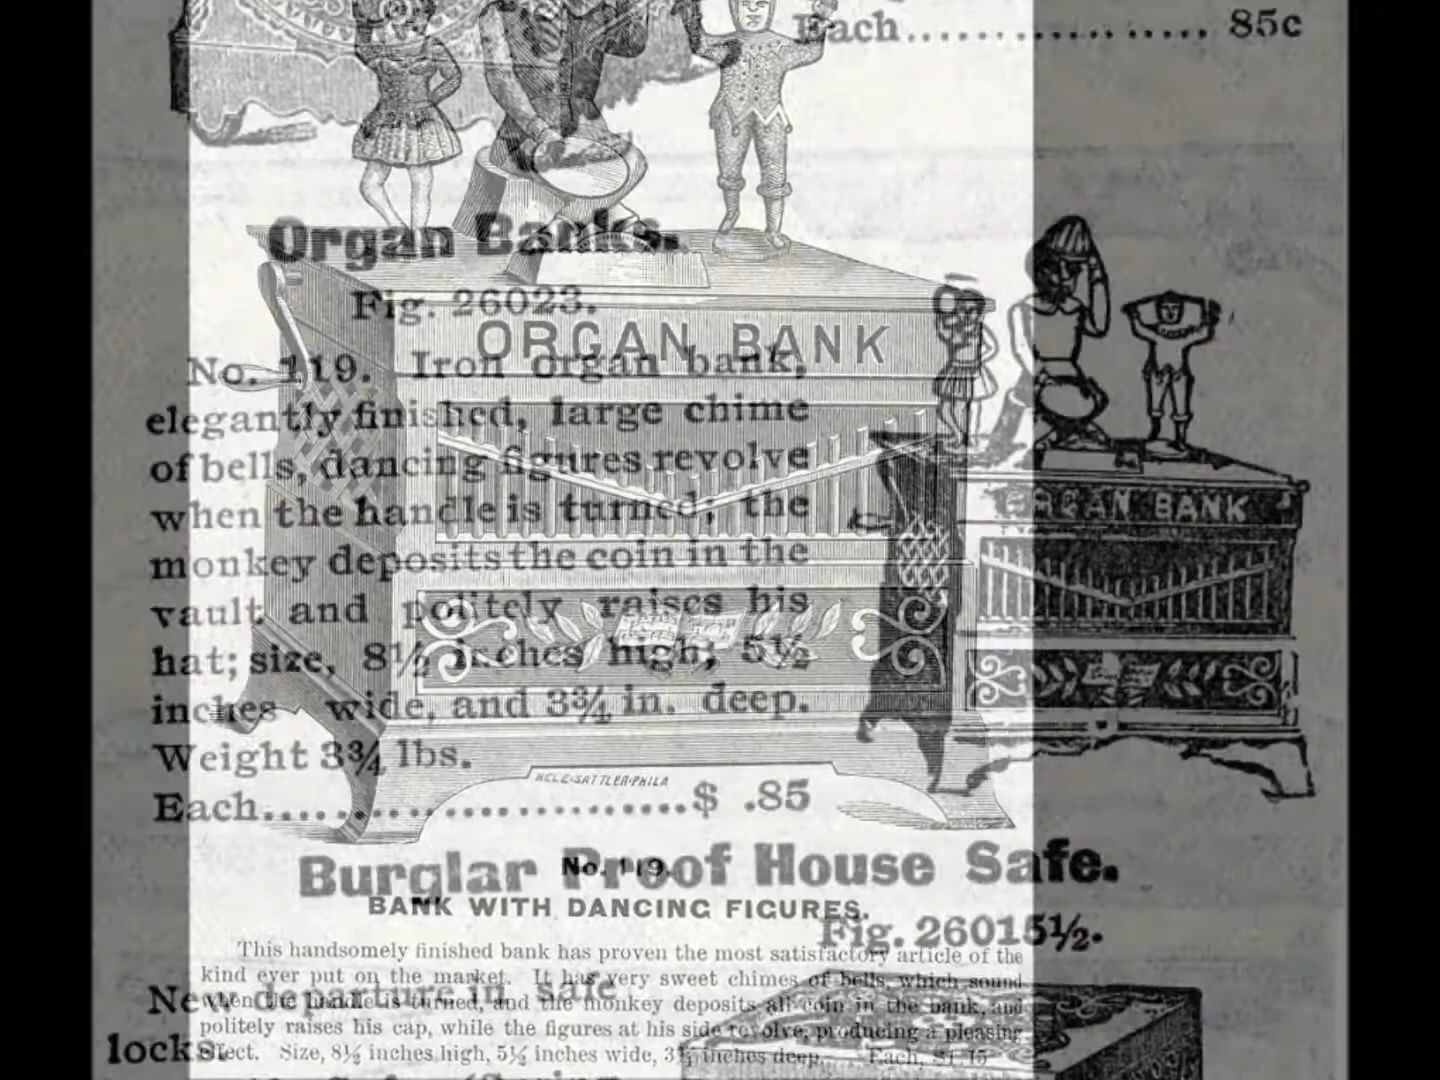 Each.................... 85c
Organ Banks.
Fig. 26023.
No. 119. Iron organ bank,
elegantly finished, large chime
of bells, dancing figures revolve
when the handle is turned; the
monkey deposits the coin in the
vault and politely raises his
hat; size, 8½ inches high; 5½
inches wide, and 3¾ in. deep.
Weight 3¾ lbs.
Each....................$ .85
ORGAN BANK
ORGAN BANK
Burglar Proof House Safe.
Fig. 26015½.
New departure in safe
locks
No. 119.
BANK WITH DANCING FIGURES.
This handsomely finished bank has proven the most satisfactory article of the
kind ever put on the market. It has very sweet chimes of bells, which sound
when the handle is turned, and the monkey deposits all coin in the bank, and
politely raises his cap, while the figures at his side revolve, producing a pleasing
effect. Size, 8½ inches high, 5½ inches wide, 3¾ inches deep. Each,